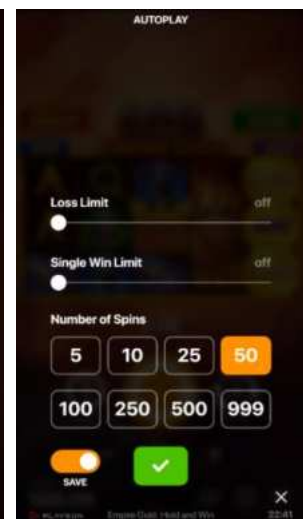 AUTOPLAY
Loss Limit off
Single Win Limit off
Number of Spins
5 10 25 50
100 250 500 999
SAVE
PLAYSON Empire Gold: Hold and Win 22:41